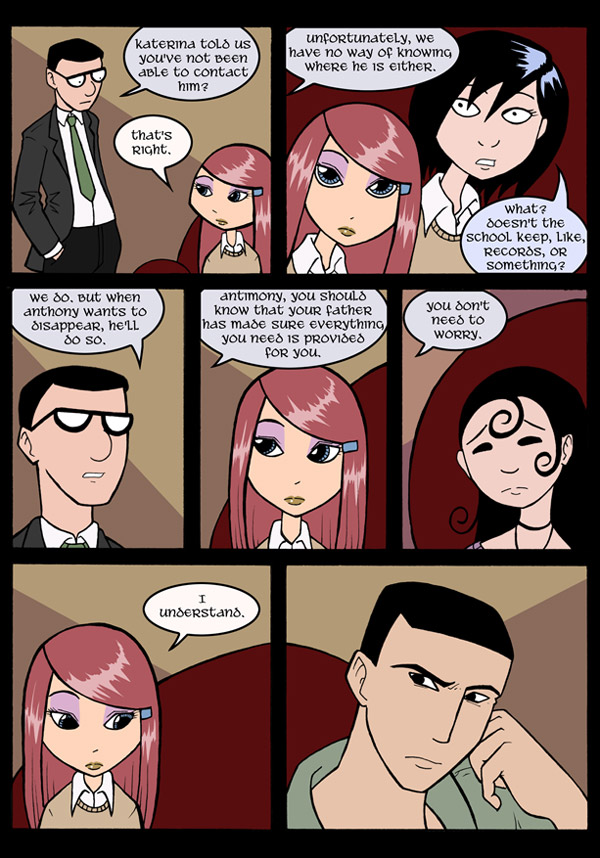 Katerina told us
you've not been
able to contact
him?
That's
right.
Unfortunately, we
have no way of knowing
where he is either.
What?
Doesn't the
school keep, like,
records, or
something?
We do. But when
Anthony wants to
disappear, he'll
do so.
Antimony, you should
know that your father
has made sure everything
you need is provided
for you.
You don't
need to
worry.
I
understand.